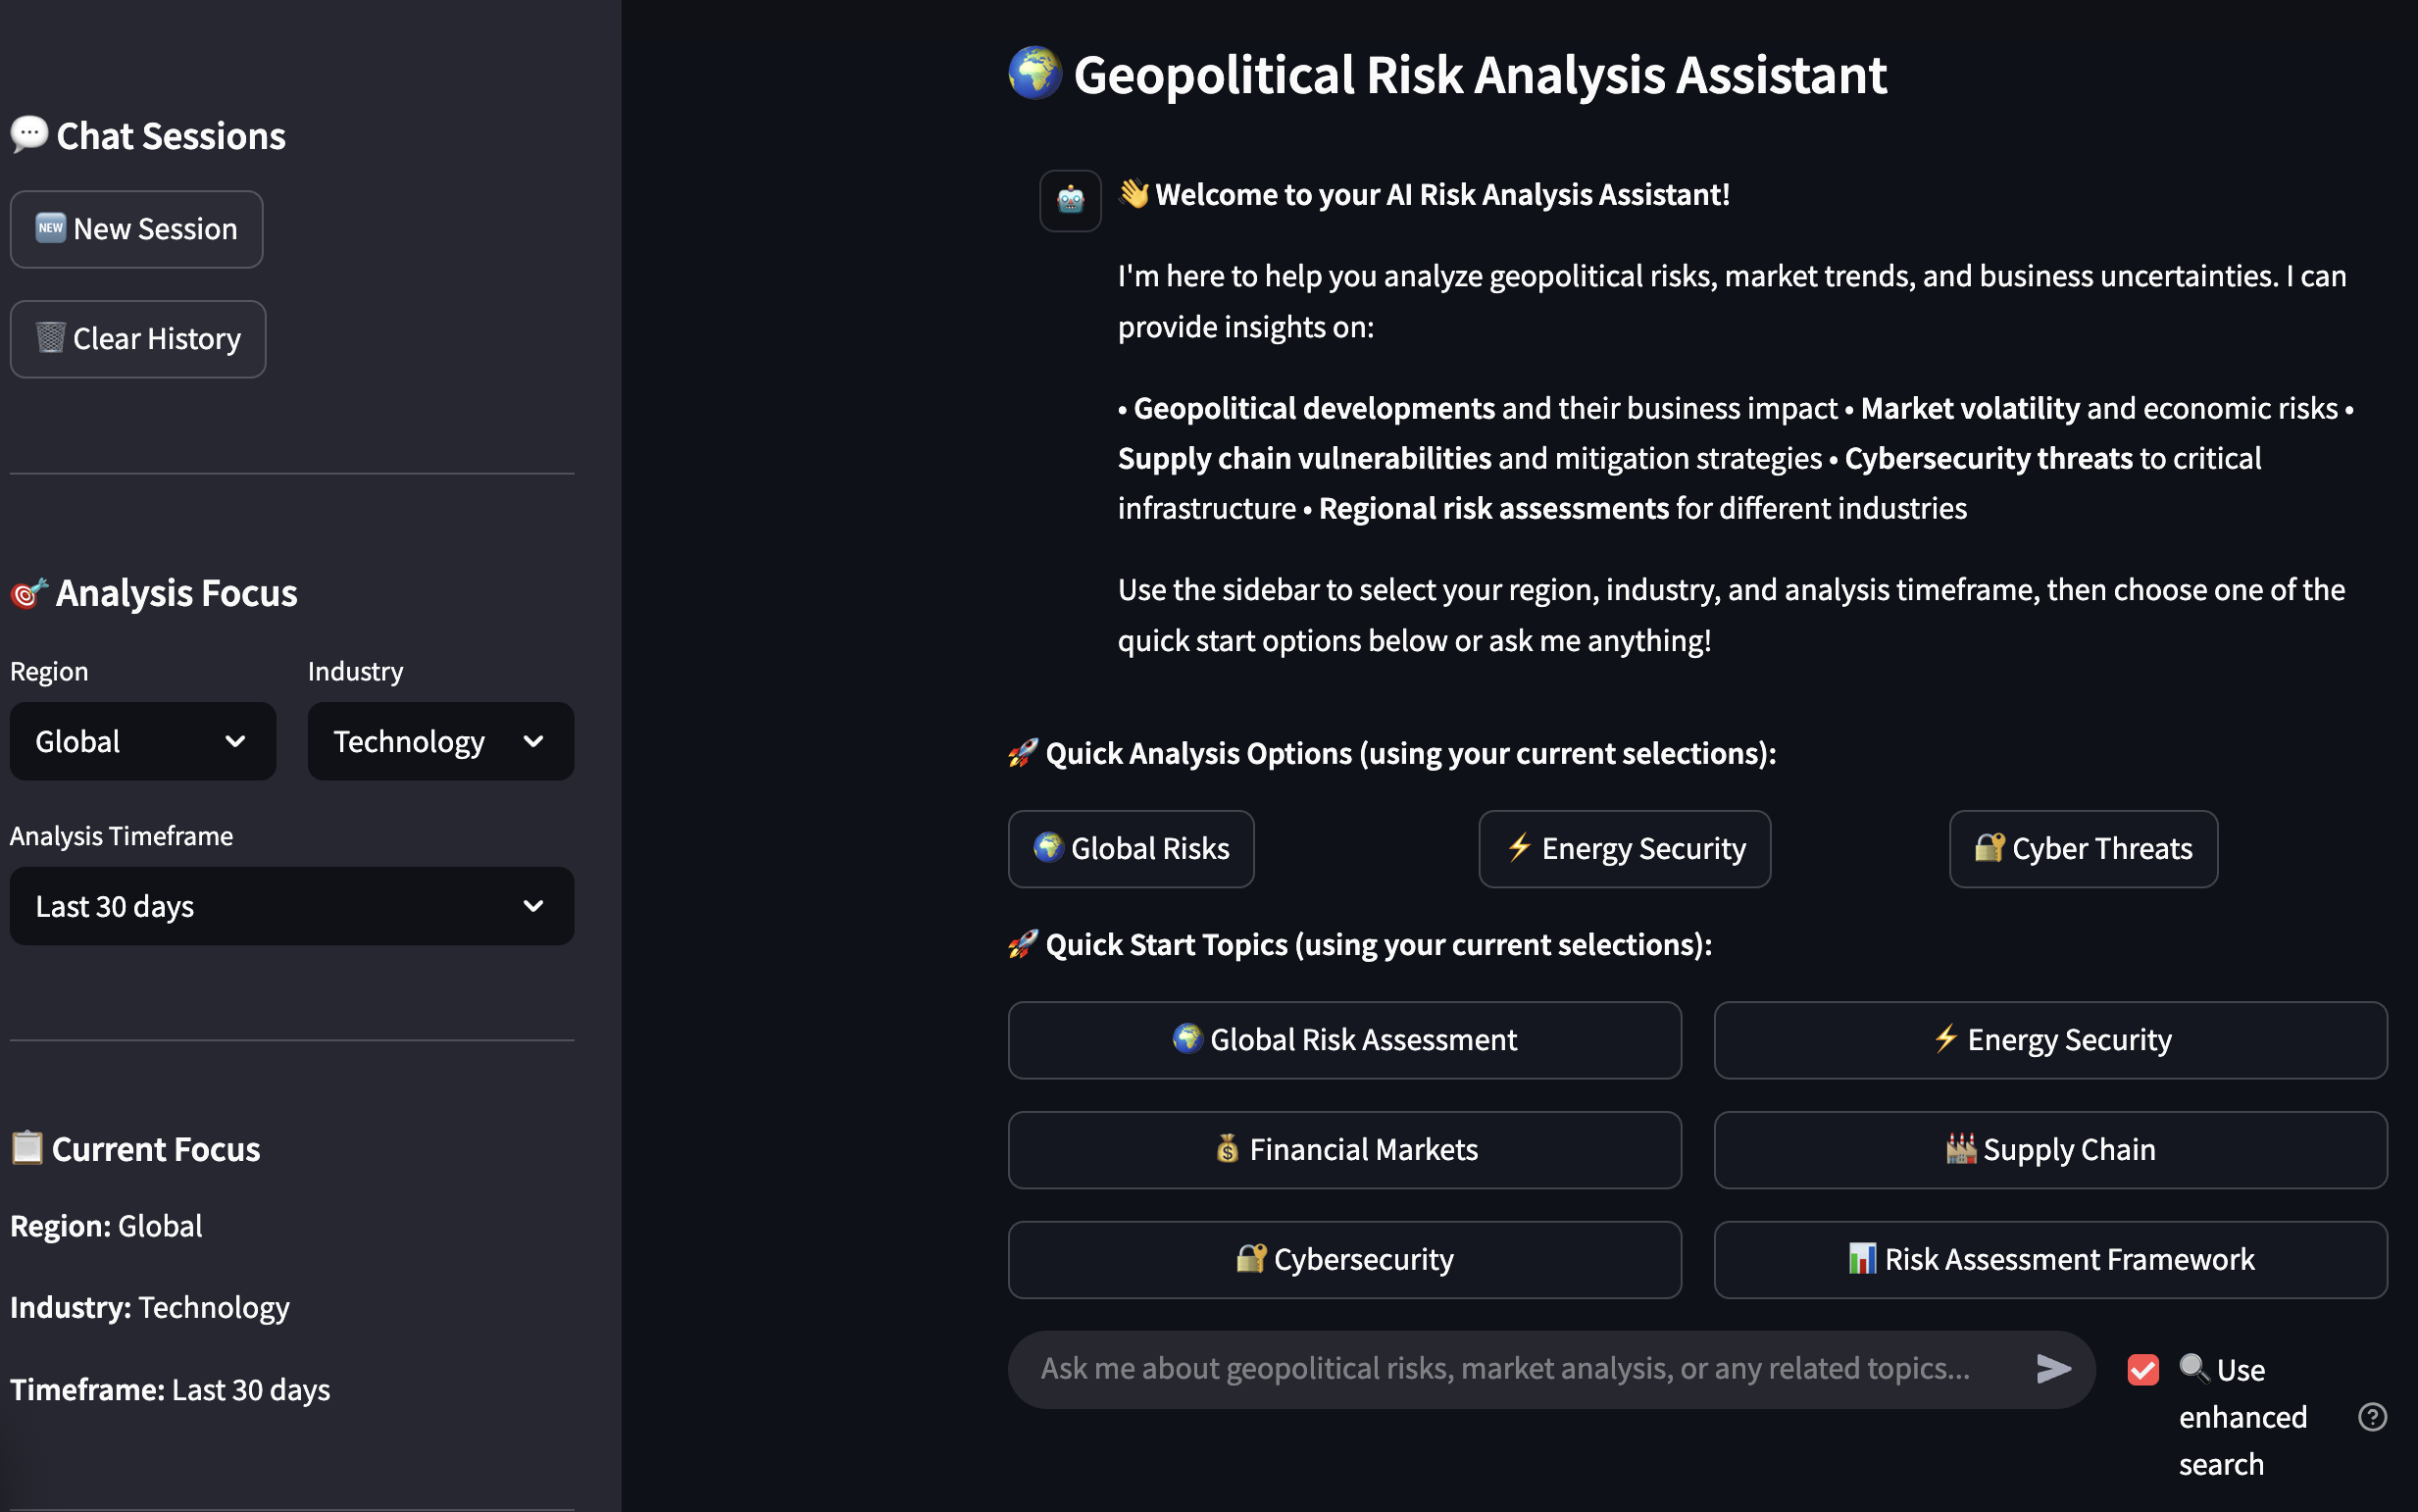 💬 Chat Sessions
🆕 New Session
🗑️ Clear History
🎯 Analysis Focus
Region
Industry
Global
Technology
Analysis Timeframe
Last 30 days
📋 Current Focus
Region: Global
Industry: Technology
Timeframe: Last 30 days
🌍 Geopolitical Risk Analysis Assistant
👋 Welcome to your AI Risk Analysis Assistant!
I'm here to help you analyze geopolitical risks, market trends, and business uncertainties. I can
provide insights on:
• Geopolitical developments and their business impact • Market volatility and economic risks •
Supply chain vulnerabilities and mitigation strategies • Cybersecurity threats to critical
infrastructure • Regional risk assessments for different industries
Use the sidebar to select your region, industry, and analysis timeframe, then choose one of the
quick start options below or ask me anything!
🚀 Quick Analysis Options (using your current selections):
🌍 Global Risks
⚡ Energy Security
🔐 Cyber Threats
🚀 Quick Start Topics (using your current selections):
🌍 Global Risk Assessment
⚡ Energy Security
💰 Financial Markets
🏭 Supply Chain
🔐 Cybersecurity
📊 Risk Assessment Framework
Ask me about geopolitical risks, market analysis, or any related topics...
🔍 Use
enhanced
search